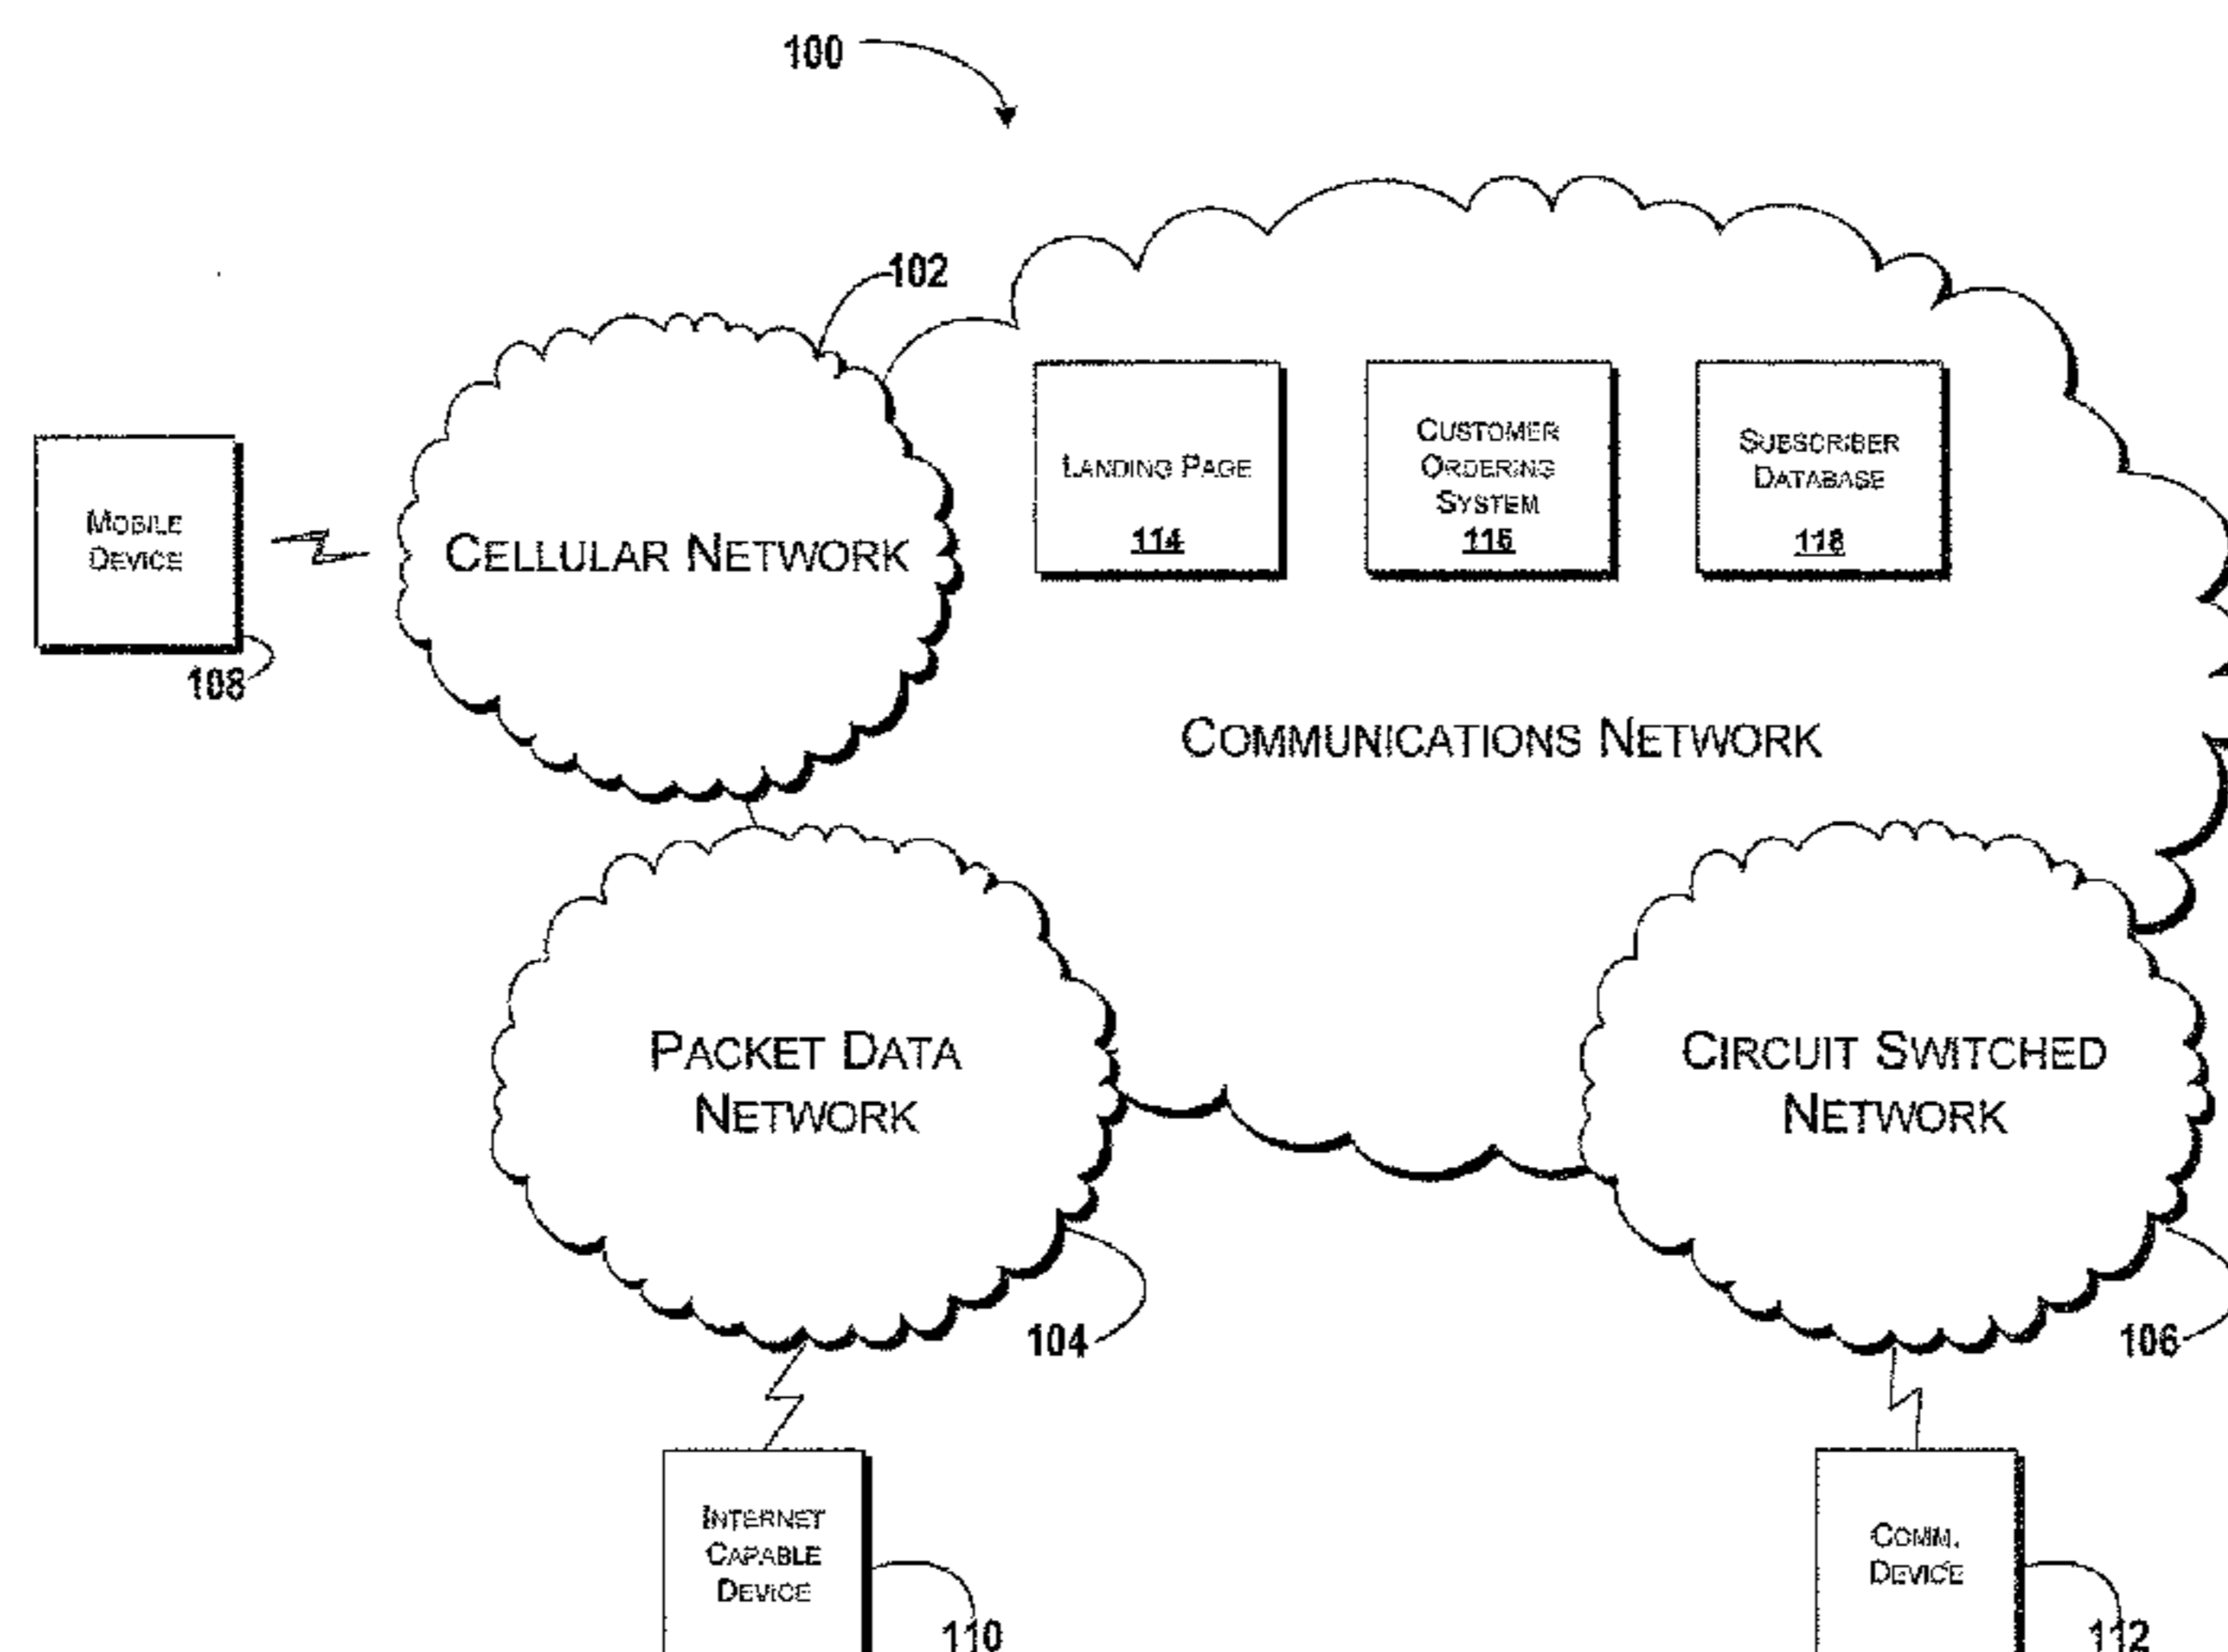 100
102
LANDING PAGE
114
CUSTOMER
ORDERING
SYSTEM
116
SUBSCRIBER
DATABASE
118
MOBILE
DEVICE
108
CELLULAR NETWORK
COMMUNICATIONS NETWORK
PACKET DATA
NETWORK
104
CIRCUIT SWITCHED
NETWORK
106
INTERNET
CAPABLE
DEVICE
110
COMM.
DEVICE
112